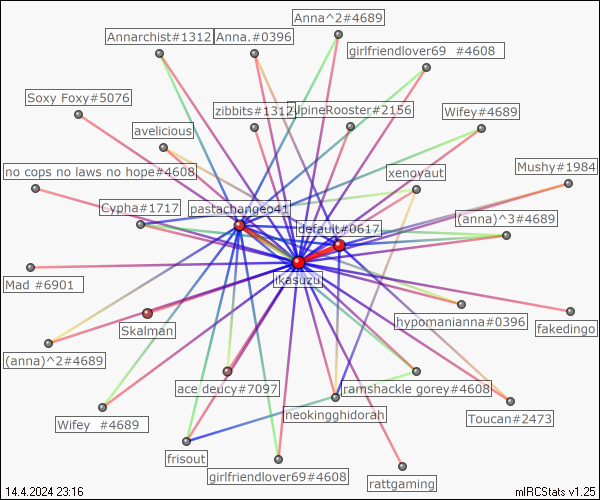 Anna^2#4689
Annarchist#1312
Anna.#0396
girlfriendlover69 #4608
Soxy Foxy#5076
zibbits#1312
UpineRooster#2156
Wifey#4689
avelicious
no cops no laws no hope#4608
xenoyaut
Mushy#1984
Cypha#1717
pastachangeo41
(anna)^3#4689
default#0617
ikasuzu
Mad #6901
hypomanianna#0396
fakedingo
Skalman
(anna)^2#4689
ace deucy#7097
ramshackle gorey#4608
neokingghidorah
Toucan#2473
Wifey #4689
frisout
girlfriendlover69#4608
rattgaming
14.4.2024 23:16
mIRCStats v1.25